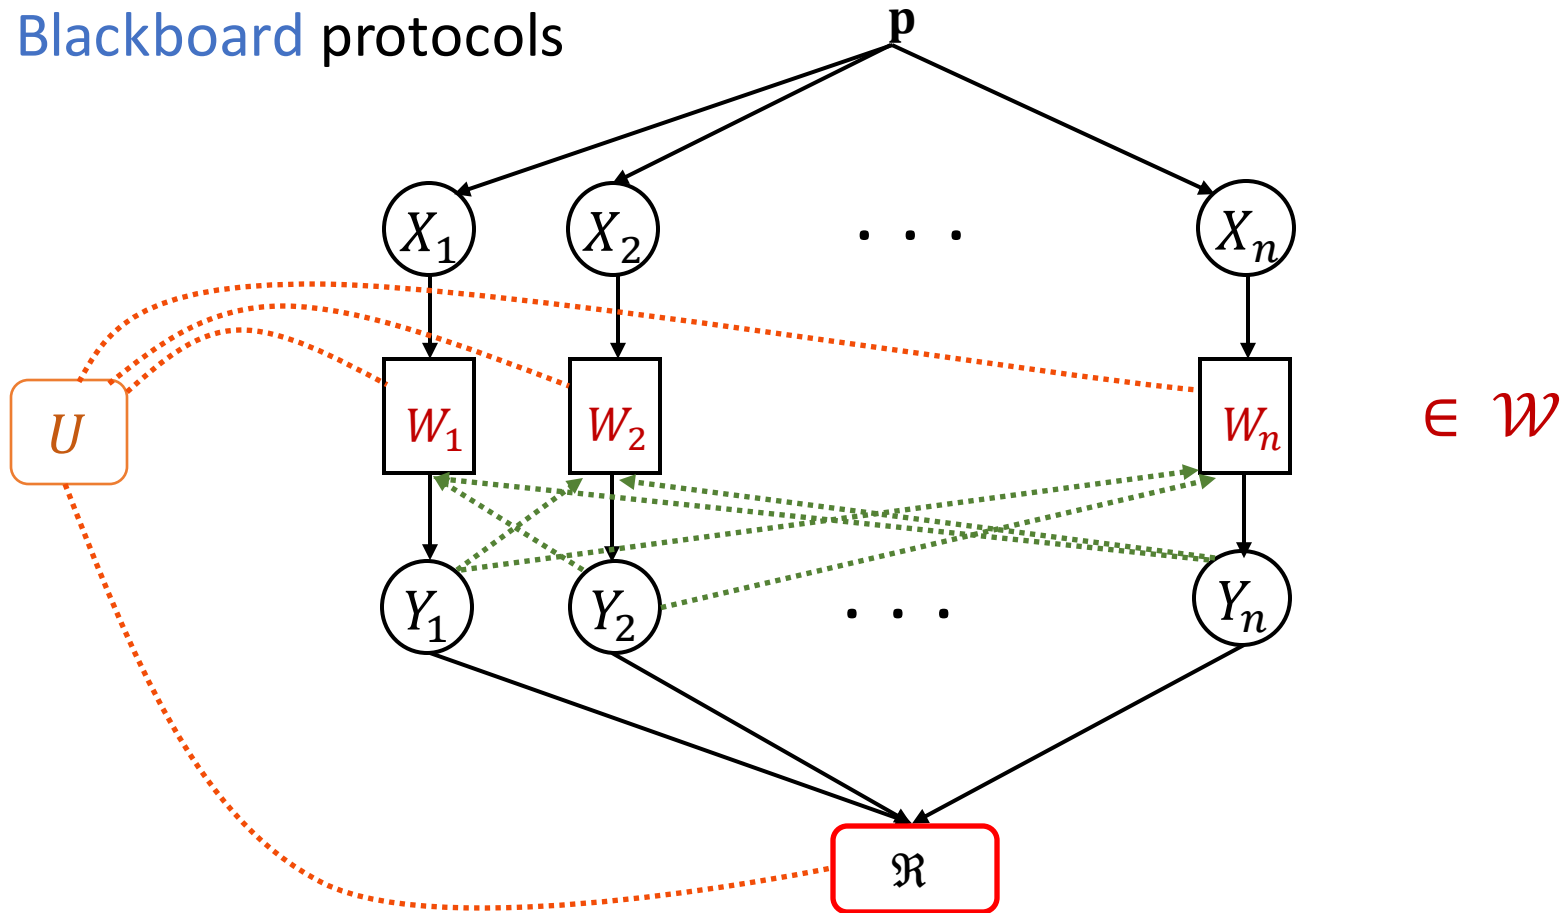 Blackboard protocols
p
X₁ X₂ . . . Xₙ
U W₁ W₂ Wₙ ∈ 𝒲
Y₁ Y₂ . . . Yₙ
ℜ